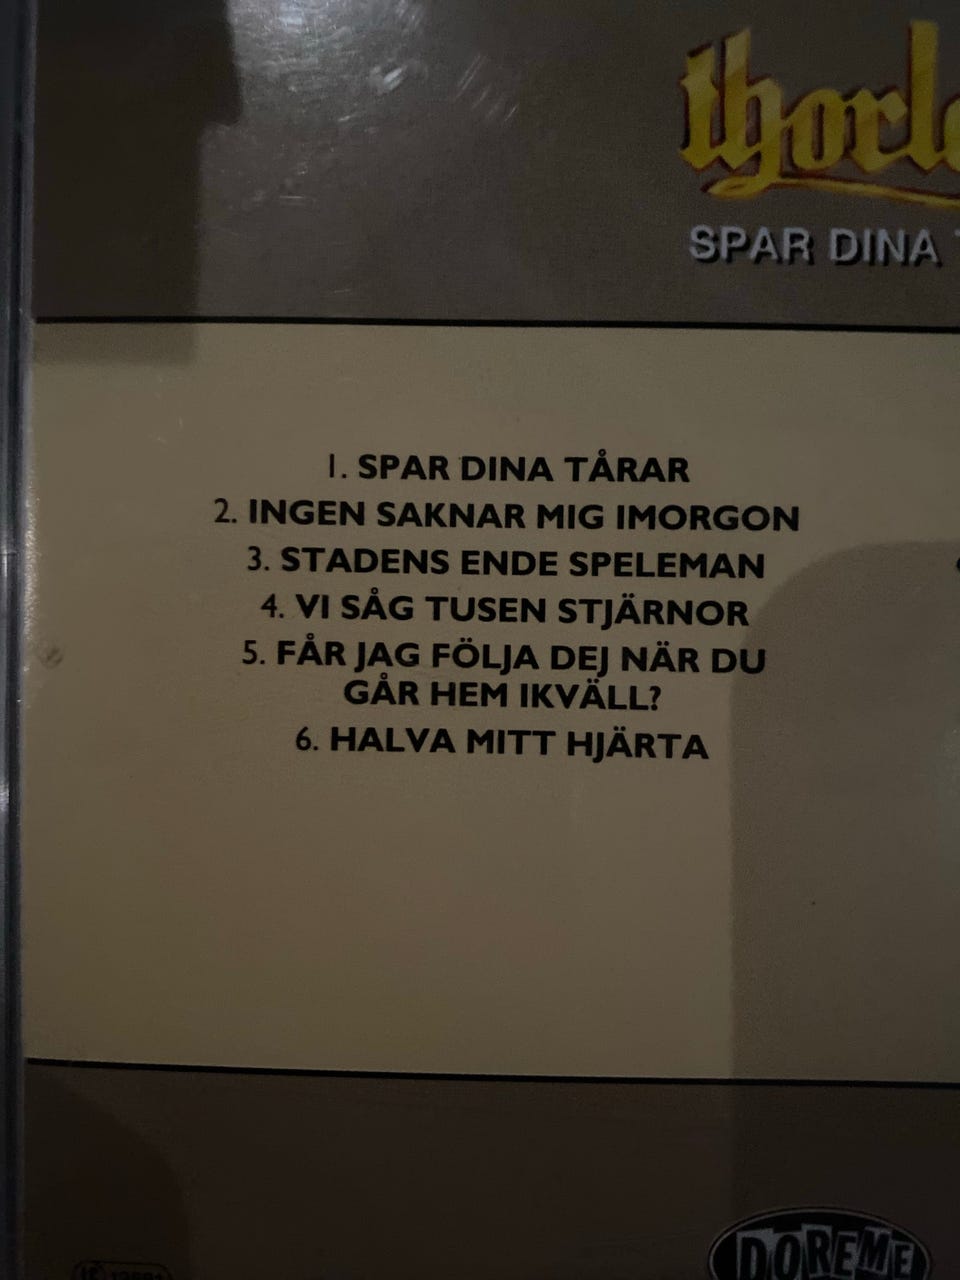 thorl
SPAR DINA
1. SPAR DINA TÅRAR
2. INGEN SAKNAR MIG IMORGON
3. STADENS ENDE SPELEMAN
4. VI SÅG TUSEN STJÄRNOR
5. FÅR JAG FÖLJA DEJ NÄR DU
GÅR HEM IKVÄLL?
6. HALVA MITT HJÄRTA
DOREME